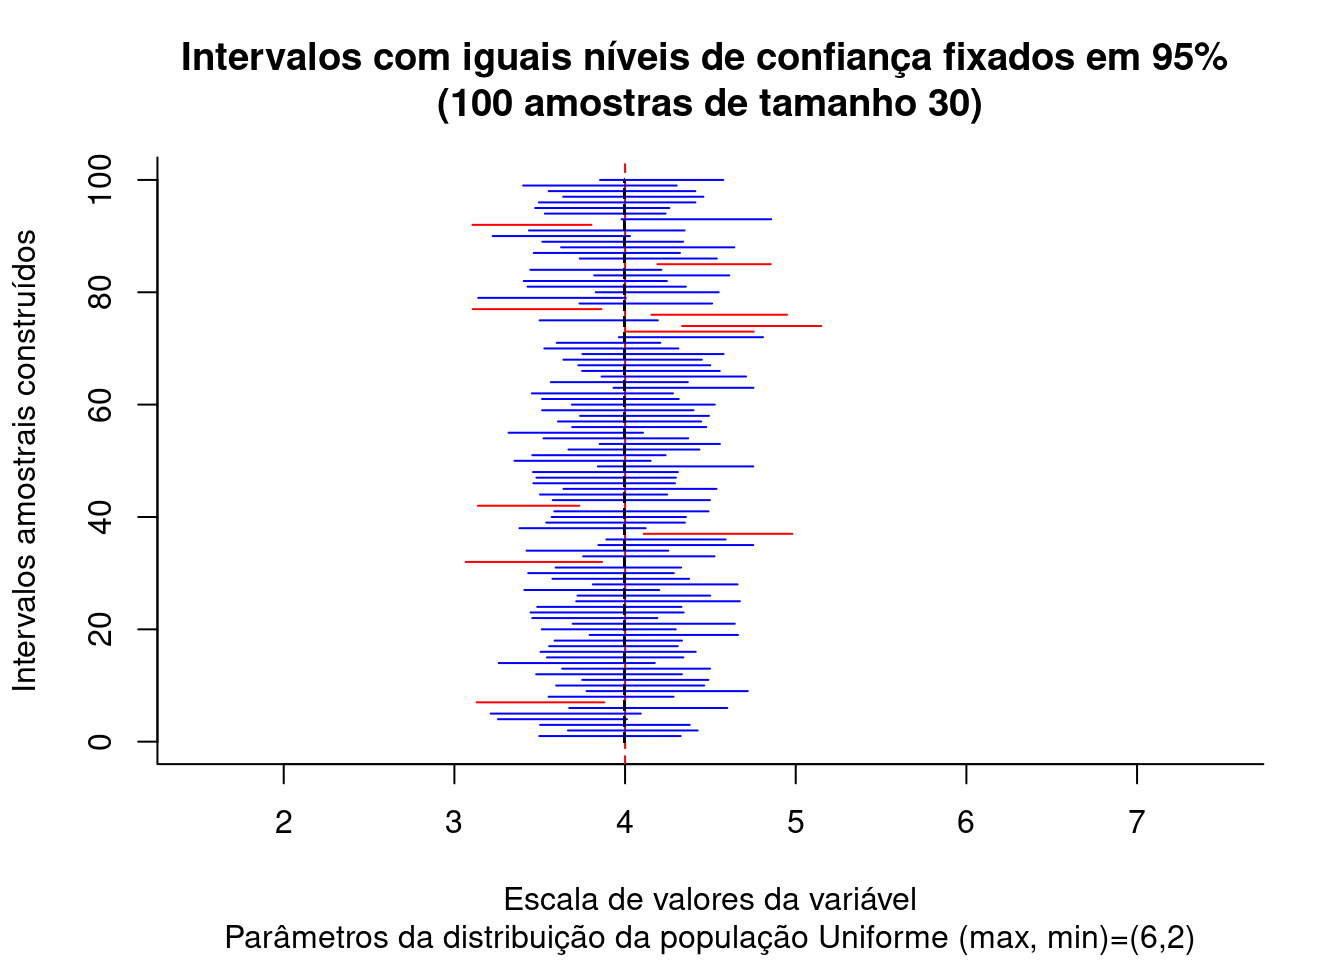 Intervalos com iguais níveis de confiança fixados em 95%
(100 amostras de tamanho 30)
Intervalos amostrais construídos
100
80
60
40
20
0
2 3 4 5 6 7
Escala de valores da variável
Parâmetros da distribuição da população Uniforme (max, min)=(6,2)